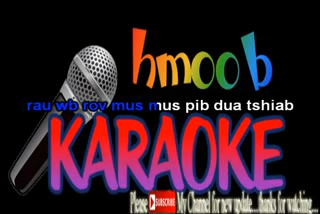 hmoob
rau wb rov mus mus pib dua tshiab
KARAOKE
Please SUBSCRIBE My Channel for new update....thanks for watching....